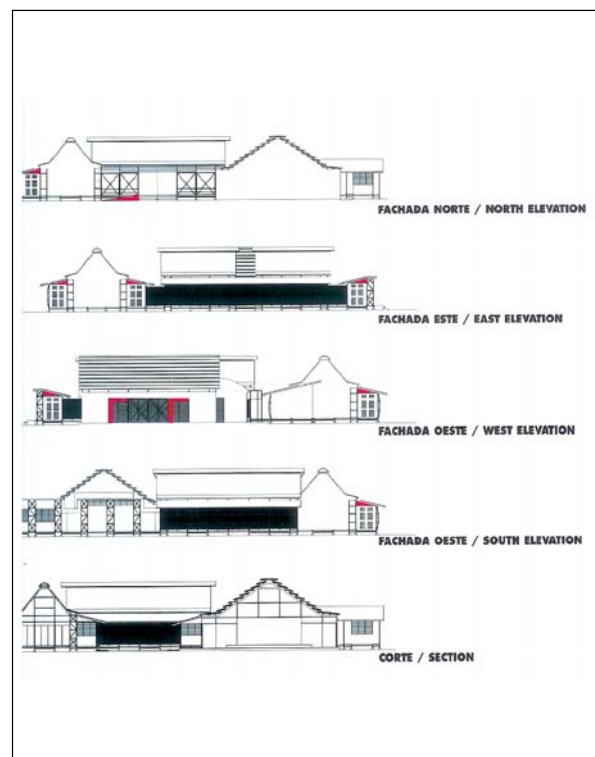 FACHADA NORTE / NORTH ELEVATION
FACHADA ESTE / EAST ELEVATION
FACHADA OESTE / WEST ELEVATION
FACHADA OESTE / SOUTH ELEVATION
CORTE / SECTION